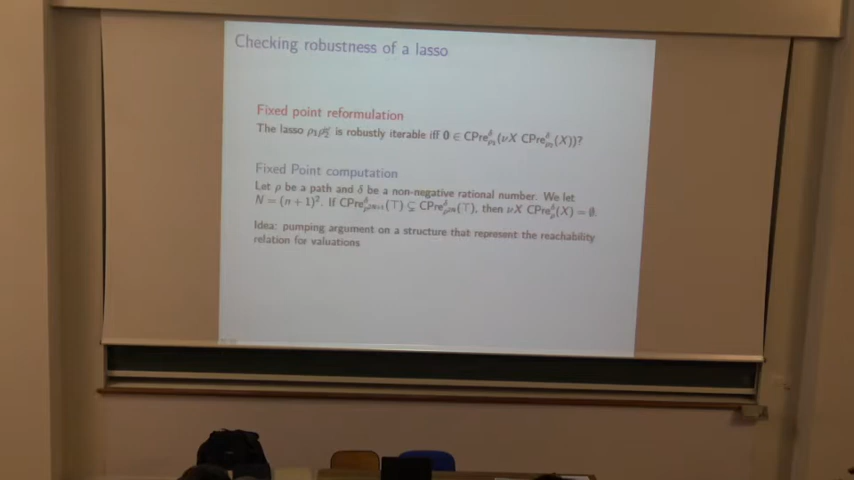 Checking robustness of a lasso
Fixed point reformulation
The lasso ρ₁ρ₂^ω is robustly iterable iff 0 ∈ CPre^δ_ρ₁(νX CPre^δ_ρ₂(X))?
Fixed Point computation
Let ρ be a path and δ be a non-negative rational number. We let
N = (n + 1)². If CPre^δ_ρ^2N+1(⊤) ⊊ CPre^δ_ρ^2N(⊤), then νX CPre^δ_ρ(X) = ∅.
Idea: pumping argument on a structure that represent the reachability
relation for valuations